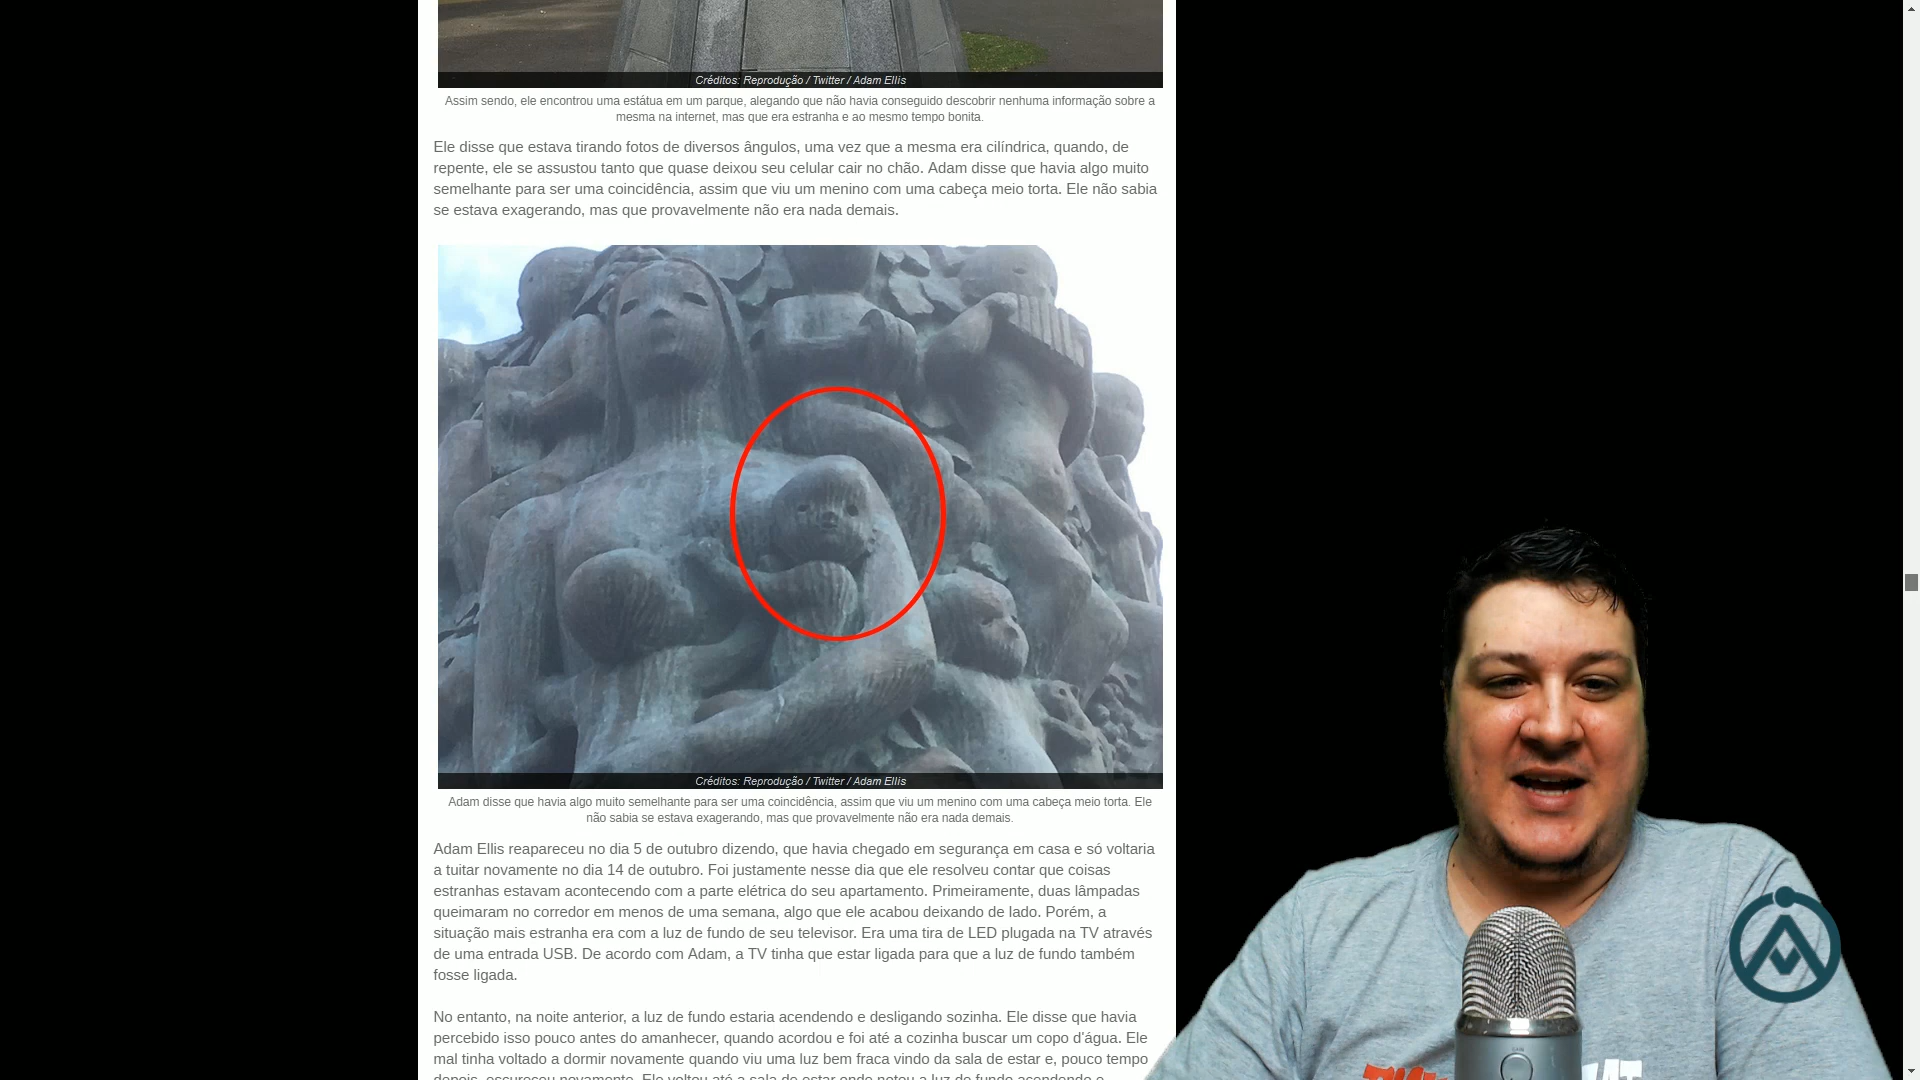 Créditos: Reprodução / Twitter / Adam Ellis
Assim sendo, ele encontrou uma estátua em um parque, alegando que não havia conseguido descobrir nenhuma informação sobre a
mesma na internet, mas que era estranha e ao mesmo tempo bonita.
Ele disse que estava tirando fotos de diversos ângulos, uma vez que a mesma era cilíndrica, quando, de
repente, ele se assustou tanto que quase deixou seu celular cair no chão. Adam disse que havia algo muito
semelhante para ser uma coincidência, assim que viu um menino com uma cabeça meio torta. Ele não sabia
se estava exagerando, mas que provavelmente não era nada demais.
Créditos: Reprodução / Twitter / Adam Ellis
Adam disse que havia algo muito semelhante para ser uma coincidência, assim que viu um menino com uma cabeça meio torta. Ele
não sabia se estava exagerando, mas que provavelmente não era nada demais.
Adam Ellis reapareceu no dia 5 de outubro dizendo, que havia chegado em segurança em casa e só voltaria
a tuitar novamente no dia 14 de outubro. Foi justamente nesse dia que ele resolveu contar que coisas
estranhas estavam acontecendo com a parte elétrica do seu apartamento. Primeiramente, duas lâmpadas
queimaram no corredor em menos de uma semana, algo que ele acabou deixando de lado. Porém, a
situação mais estranha era com a luz de fundo de seu televisor. Era uma tira de LED plugada na TV através
de uma entrada USB. De acordo com Adam, a TV tinha que estar ligada para que a luz de fundo também
fosse ligada.
No entanto, na noite anterior, a luz de fundo estaria acendendo e desligando sozinha. Ele disse que havia
percebido isso pouco antes do amanhecer, quando acordou e foi até a cozinha buscar um copo d'água. Ele
mal tinha voltado a dormir novamente quando viu uma luz bem fraca vindo da sala de estar e, pouco tempo
depois, escureceu novamente. Ele voltou até a sala de estar onde notou a luz de fundo acendendo e